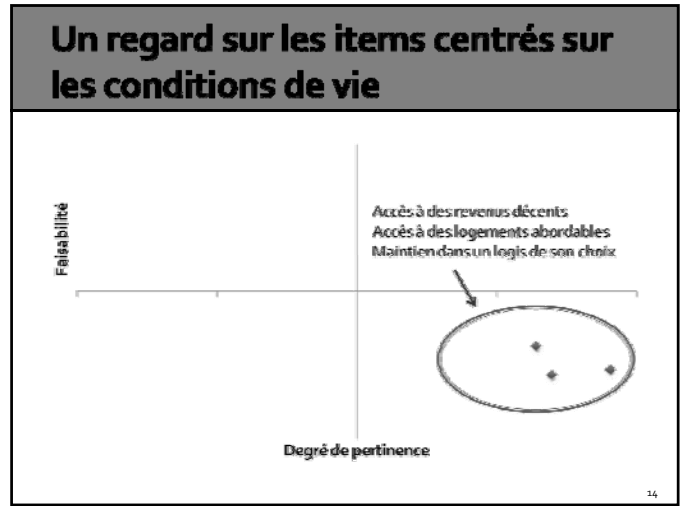 Un regard sur les items centrés sur
les conditions de vie
Faisabilité
Accès à des revenus décents
Accès à des logements abordables
Maintien dans un logis de son choix
Degré de pertinence
14